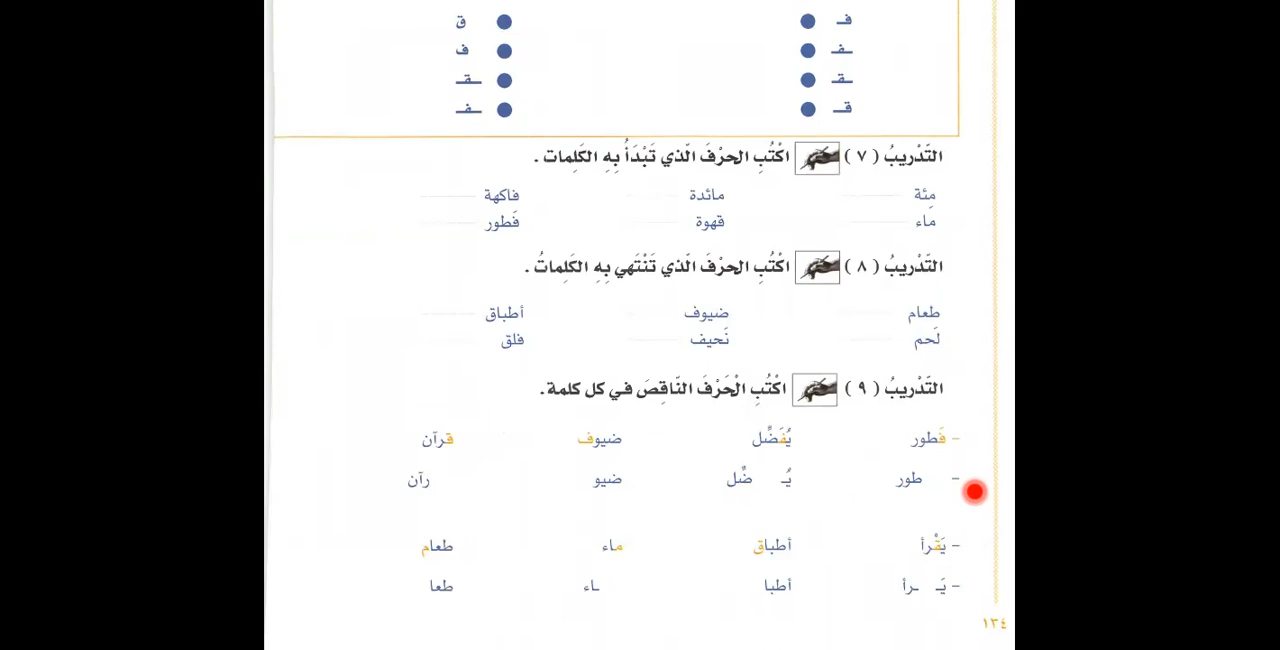 فـ ق
ـفـ ف
ـقـ ـقـ
قـ ـفـ
التَّدْريبُ ( ٧ ) اكْتُبِ الحرْفَ الَّذي تَبْدَأُ بِهِ الكَلِمات .
مِئة مائدة فاكهة
ماء قهوة فَطور
التَّدْريبُ ( ٨ ) اكْتُبِ الحرْفَ الَّذي تَنْتَهي بِهِ الكَلِماتُ .
طعام ضيوف أطباق
لَحم نَحيف فلق
التَّدْريبُ ( ٩ ) اكْتُبِ الْحَرْفَ النَّاقِصَ في كل كلمة .
- فَطور يُفَضِّل ضيوف قرآن
- طور يُـ ضِّل ضيو رآن
- يَقْرأ أطباق ماء طعام
- يَـ ـرأ أطبا ـاء طعا
١٣٤